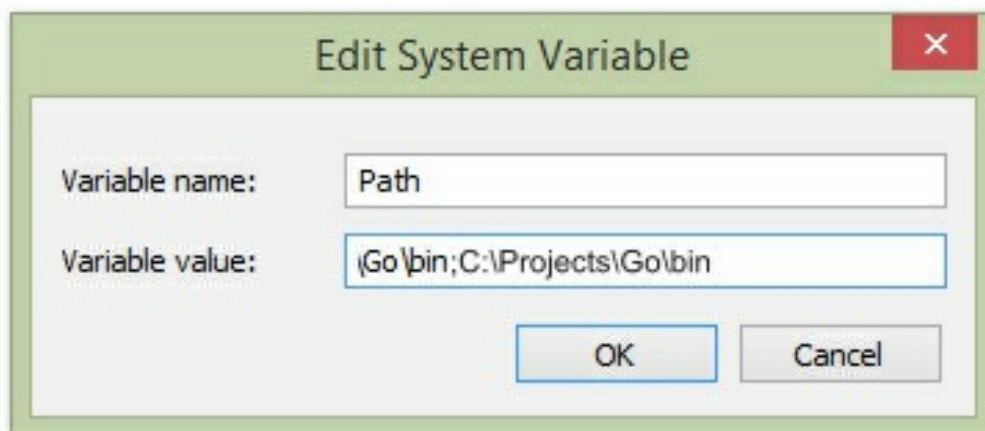 Edit System Variable
Variable name: Path
Variable value: \Go\bin;C:\Projects\Go\bin
OK Cancel